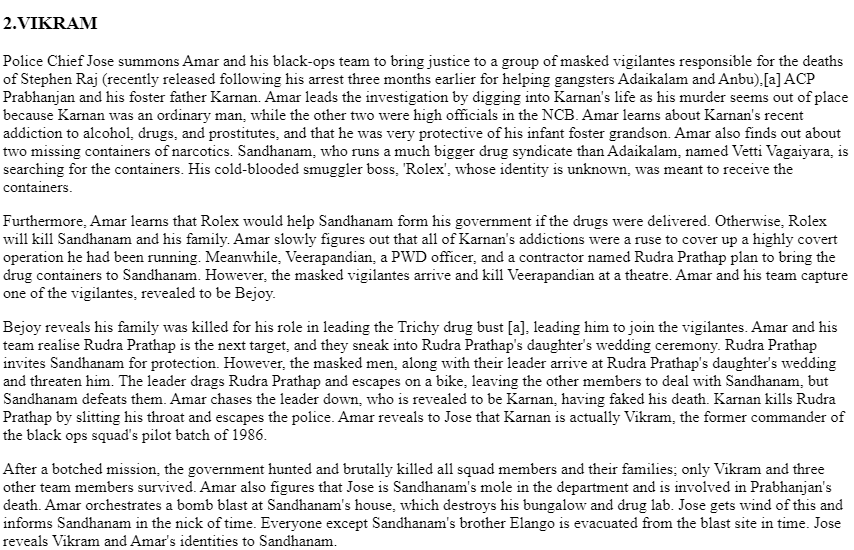 2.VIKRAM
Police Chief Jose summons Amar and his black-ops team to bring justice to a group of masked vigilantes responsible for the deaths
of Stephen Raj (recently released following his arrest three months earlier for helping gangsters Adaikalam and Anbu),[a] ACP
Prabhanjan and his foster father Karnan. Amar leads the investigation by digging into Karnan's life as his murder seems out of place
because Karnan was an ordinary man, while the other two were high officials in the NCB. Amar learns about Karnan's recent
addiction to alcohol, drugs, and prostitutes, and that he was very protective of his infant foster grandson. Amar also finds out about
two missing containers of narcotics. Sandhanam, who runs a much bigger drug syndicate than Adaikalam, named Vetti Vagaiyara, is
searching for the containers. His cold-blooded smuggler boss, 'Rolex', whose identity is unknown, was meant to receive the
containers.
Furthermore, Amar learns that Rolex would help Sandhanam form his government if the drugs were delivered. Otherwise, Rolex
will kill Sandhanam and his family. Amar slowly figures out that all of Karnan's addictions were a ruse to cover up a highly covert
operation he had been running. Meanwhile, Veerapandian, a PWD officer, and a contractor named Rudra Prathap plan to bring the
drug containers to Sandhanam. However, the masked vigilantes arrive and kill Veerapandian at a theatre. Amar and his team capture
one of the vigilantes, revealed to be Bejoy.
Bejoy reveals his family was killed for his role in leading the Trichy drug bust [a], leading him to join the vigilantes. Amar and his
team realise Rudra Prathap is the next target, and they sneak into Rudra Prathap's daughter's wedding ceremony. Rudra Prathap
invites Sandhanam for protection. However, the masked men, along with their leader arrive at Rudra Prathap's daughter's wedding
and threaten him. The leader drags Rudra Prathap and escapes on a bike, leaving the other members to deal with Sandhanam, but
Sandhanam defeats them. Amar chases the leader down, who is revealed to be Karnan, having faked his death. Karnan kills Rudra
Prathap by slitting his throat and escapes the police. Amar reveals to Jose that Karnan is actually Vikram, the former commander of
the black ops squad's pilot batch of 1986.
After a botched mission, the government hunted and brutally killed all squad members and their families; only Vikram and three
other team members survived. Amar also figures that Jose is Sandhanam's mole in the department and is involved in Prabhanjan's
death. Amar orchestrates a bomb blast at Sandhanam's house, which destroys his bungalow and drug lab. Jose gets wind of this and
informs Sandhanam in the nick of time. Everyone except Sandhanam's brother Elango is evacuated from the blast site in time. Jose
reveals Vikram and Amar's identities to Sandhanam.